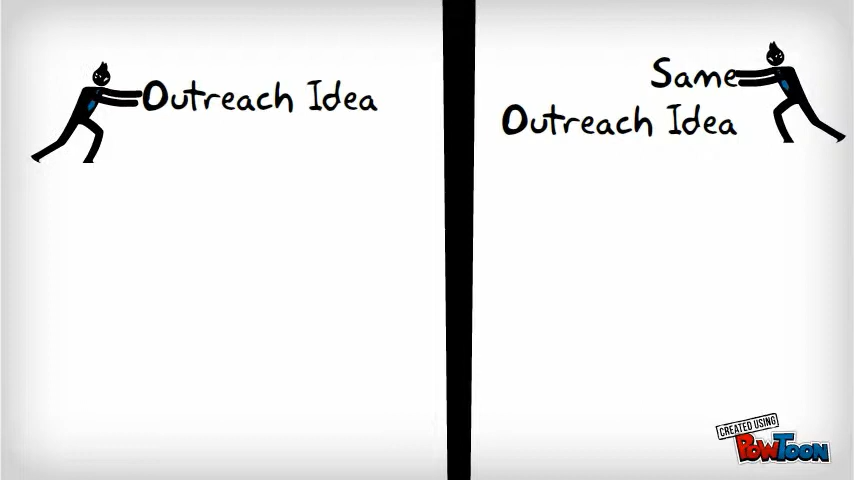 Outreach Idea
Same
Outreach Idea
CREATED USING
PowToon